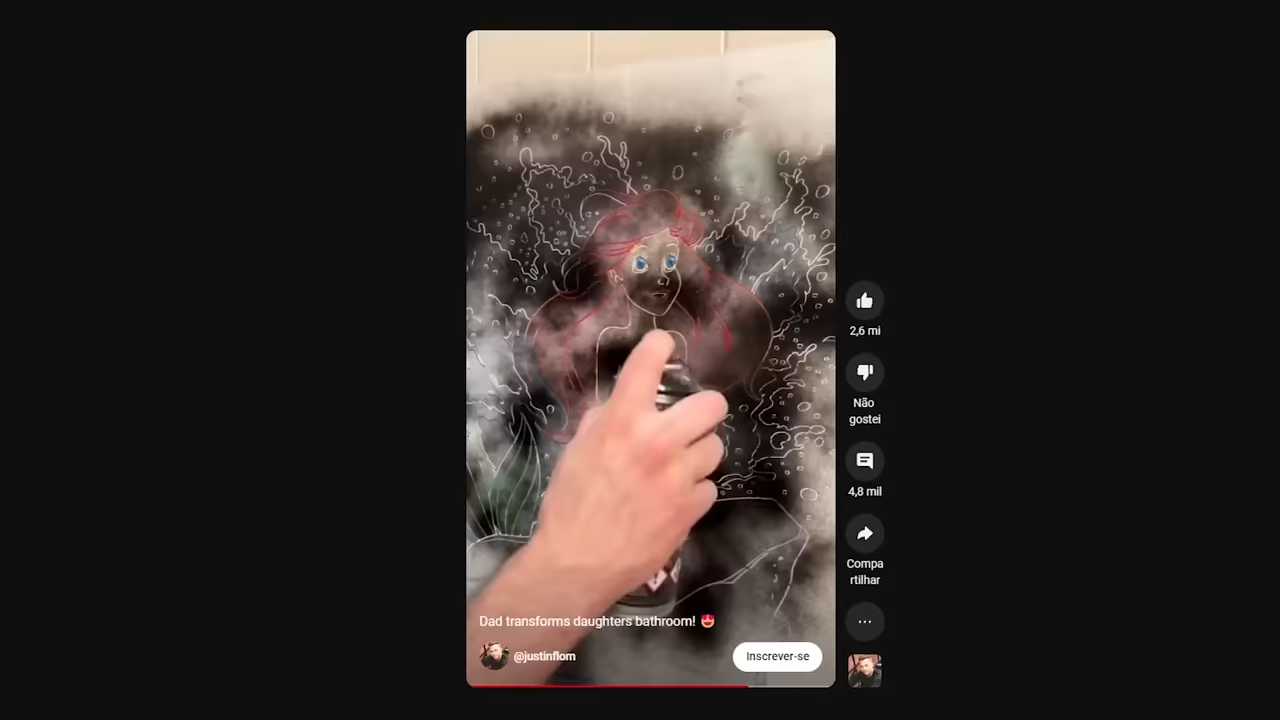 2,6 mi
Não
gostei
4,8 mil
Compa
rtilhar
Dad transforms daughters bathroom! 😍
@justinflom
Inscrever-se